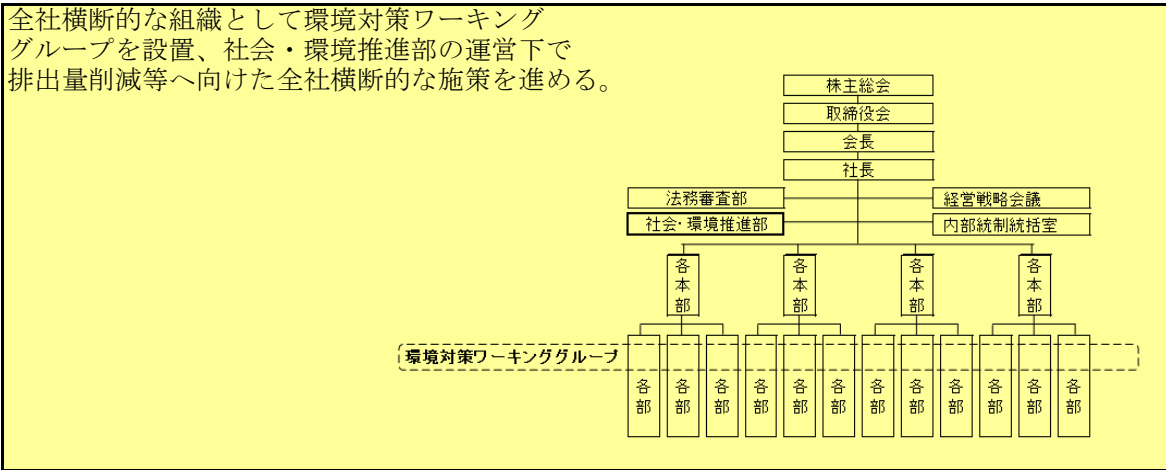 全社横断的な組織として環境対策ワーキング
グループを設置、社会・環境推進部の運営下で
排出量削減等へ向けた全社横断的な施策を進める。
株主総会
取締役会
会長
社長
法務審査部
経営戦略会議
社会・環境推進部
内部統制統括室
各本部
各本部
各本部
各本部
環境対策ワーキンググループ
各部
各部
各部
各部
各部
各部
各部
各部
各部
各部
各部
各部